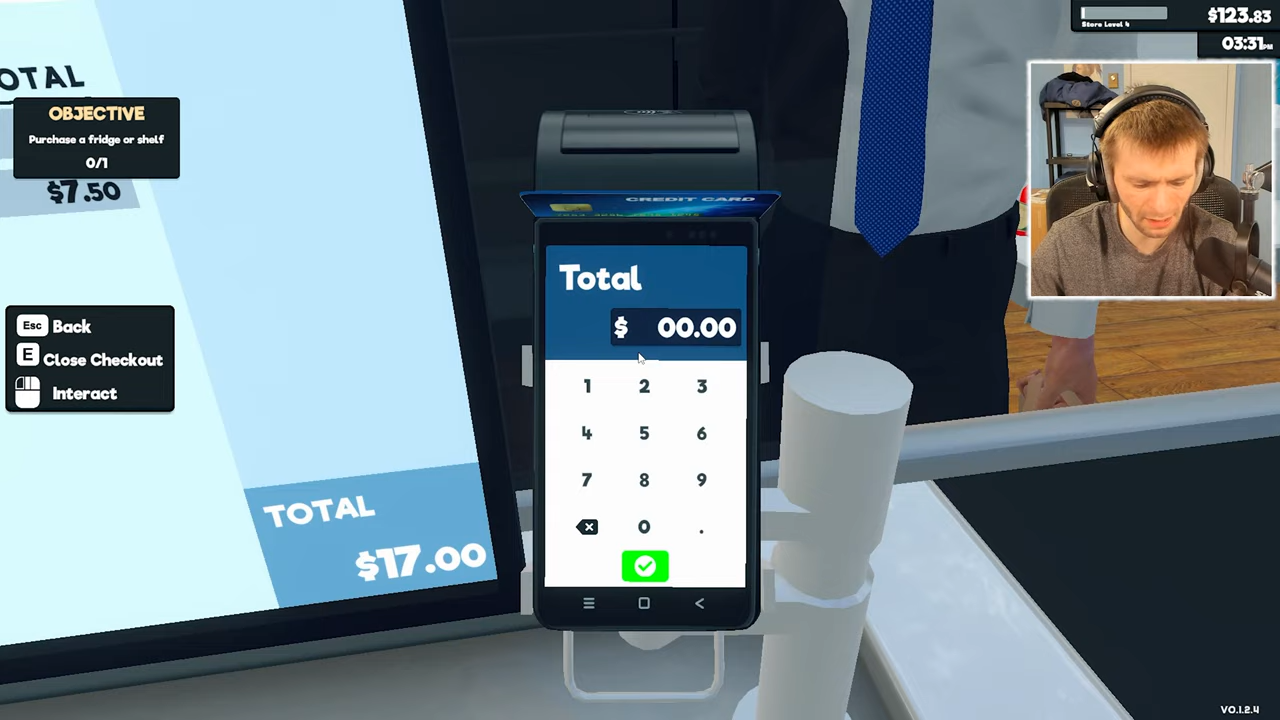 $123.83
Store Level 4
03:31PM
OTAL
OBJECTIVE
Purchase a fridge or shelf
0/1
$7.50
Esc Back
E Close Checkout
Interact
CREDIT CARD
Total
$ 00.00
1 2 3
4 5 6
7 8 9
0 .
TOTAL
$17.00
V0.1.2.4